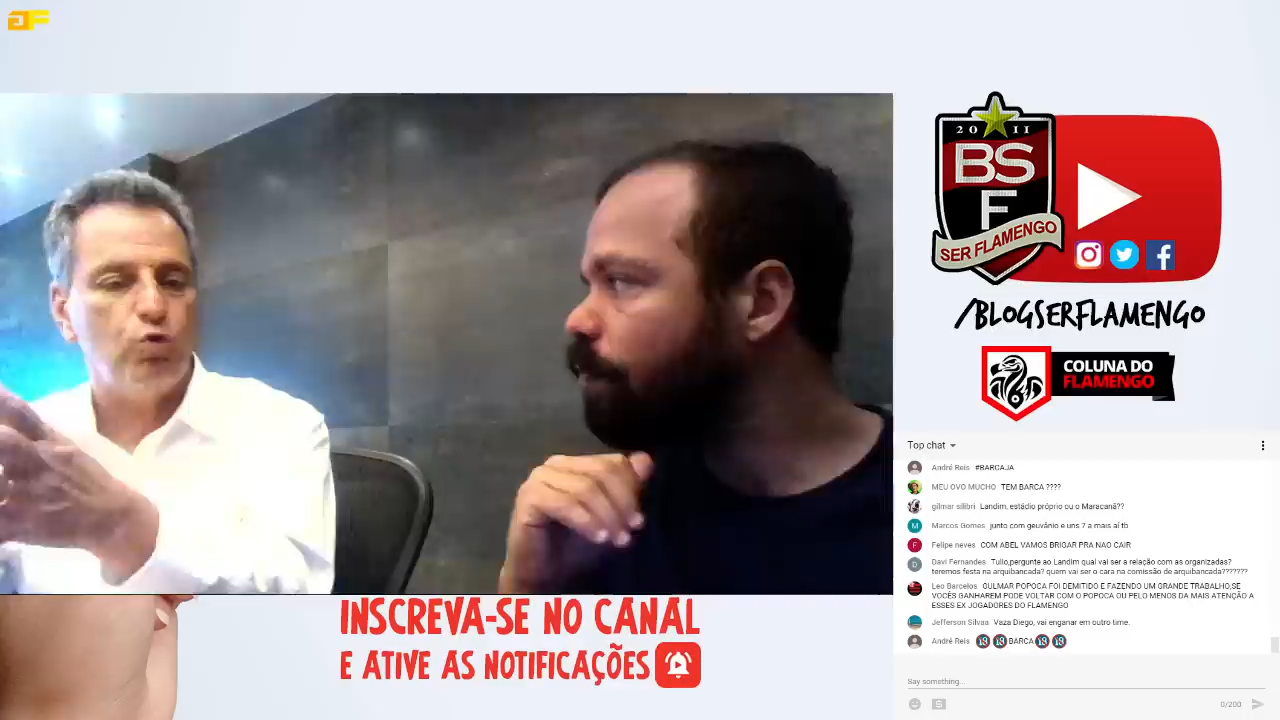 GF
2011
BS
F
SER FLAMENGO
/BLOGSERFLAMENGO
COLUNA DO
FLAMENGO
Top chat
André Reis #BARCAJA
MEU OVO MUCHO TEM BARCA ????
gilmar silibri Landim, estádio próprio ou o Maracanã??
Marcos Gomes junto com geuvânio e uns 7 a mais aí tb
Felipe neves COM ABEL VAMOS BRIGAR PRA NAO CAIR
Davi Fernandes Tulio,pergunte ao Landim qual vai ser a relação com as organizadas?
teremos festa na arquibancada? quem vai ser o cara na comissão de arquibancada???????
Leo Barcelos GULMAR POPOCA FOI DEMITIDO E FAZENDO UM GRANDE TRABALHO,SE
VOCÊS GANHAREM PODE VOLTAR COM O POPOCA OU PELO MENOS DA MAIS ATENÇÃO A
ESSES EX JOGADORES DO FLAMENGO
Jefferson Silvaa Vaza Diego, vai enganar em outro time.
André Reis 🔞🔞BARCA🔞🔞
Say something...
0/200
INSCREVA-SE NO CANAL
E ATIVE AS NOTIFICAÇÕES